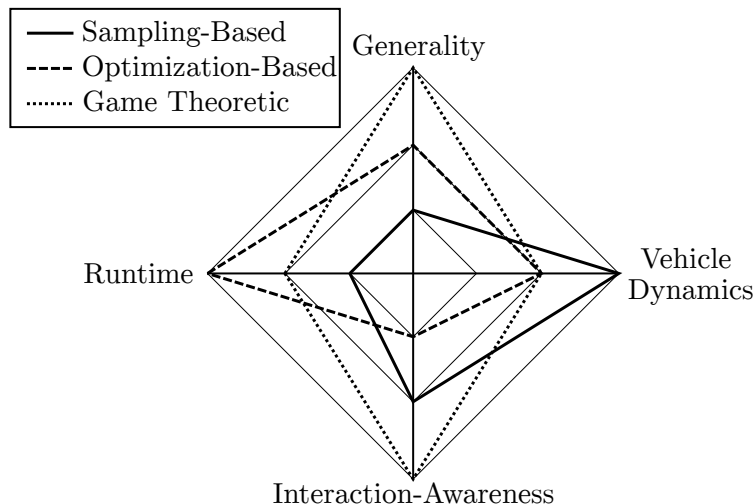 Sampling-Based
Optimization-Based
Game Theoretic
Generality
Runtime
Vehicle
Dynamics
Interaction-Awareness